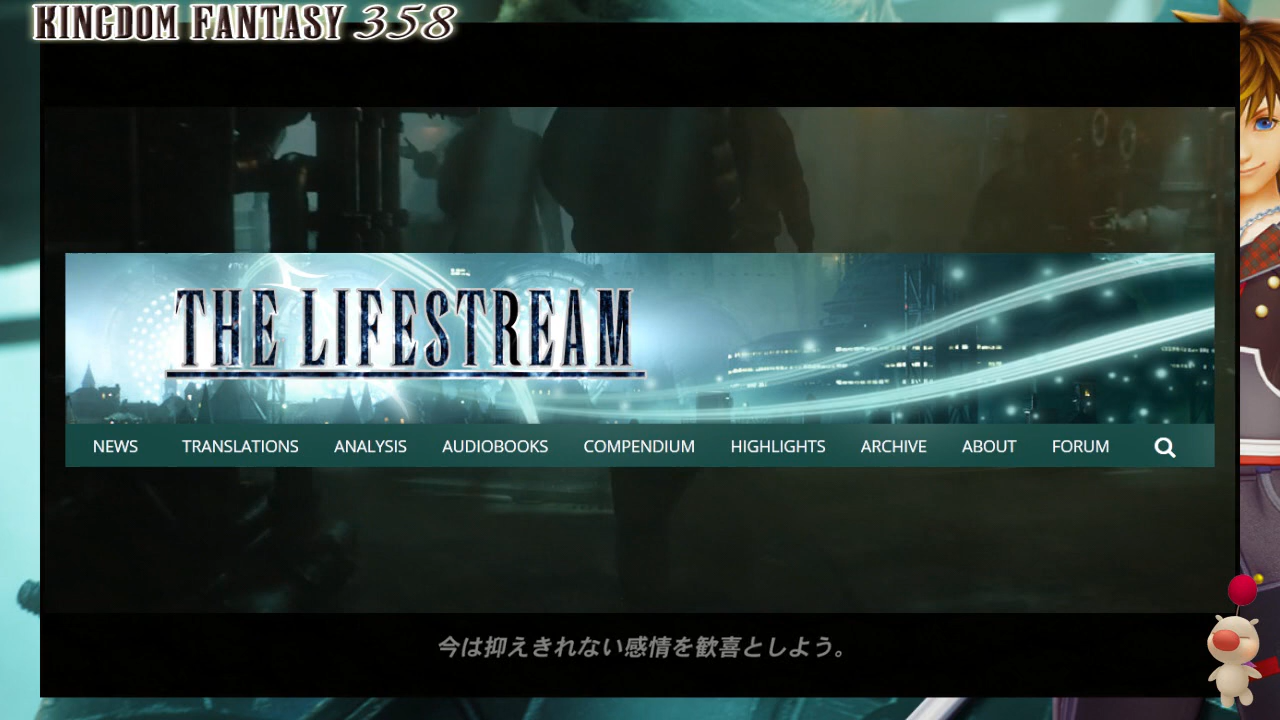 KINGDOM FANTASY 358
THE LIFESTREAM
NEWS TRANSLATIONS ANALYSIS AUDIOBOOKS COMPENDIUM HIGHLIGHTS ARCHIVE ABOUT FORUM
今は抑えきれない感情を歓喜としよう。